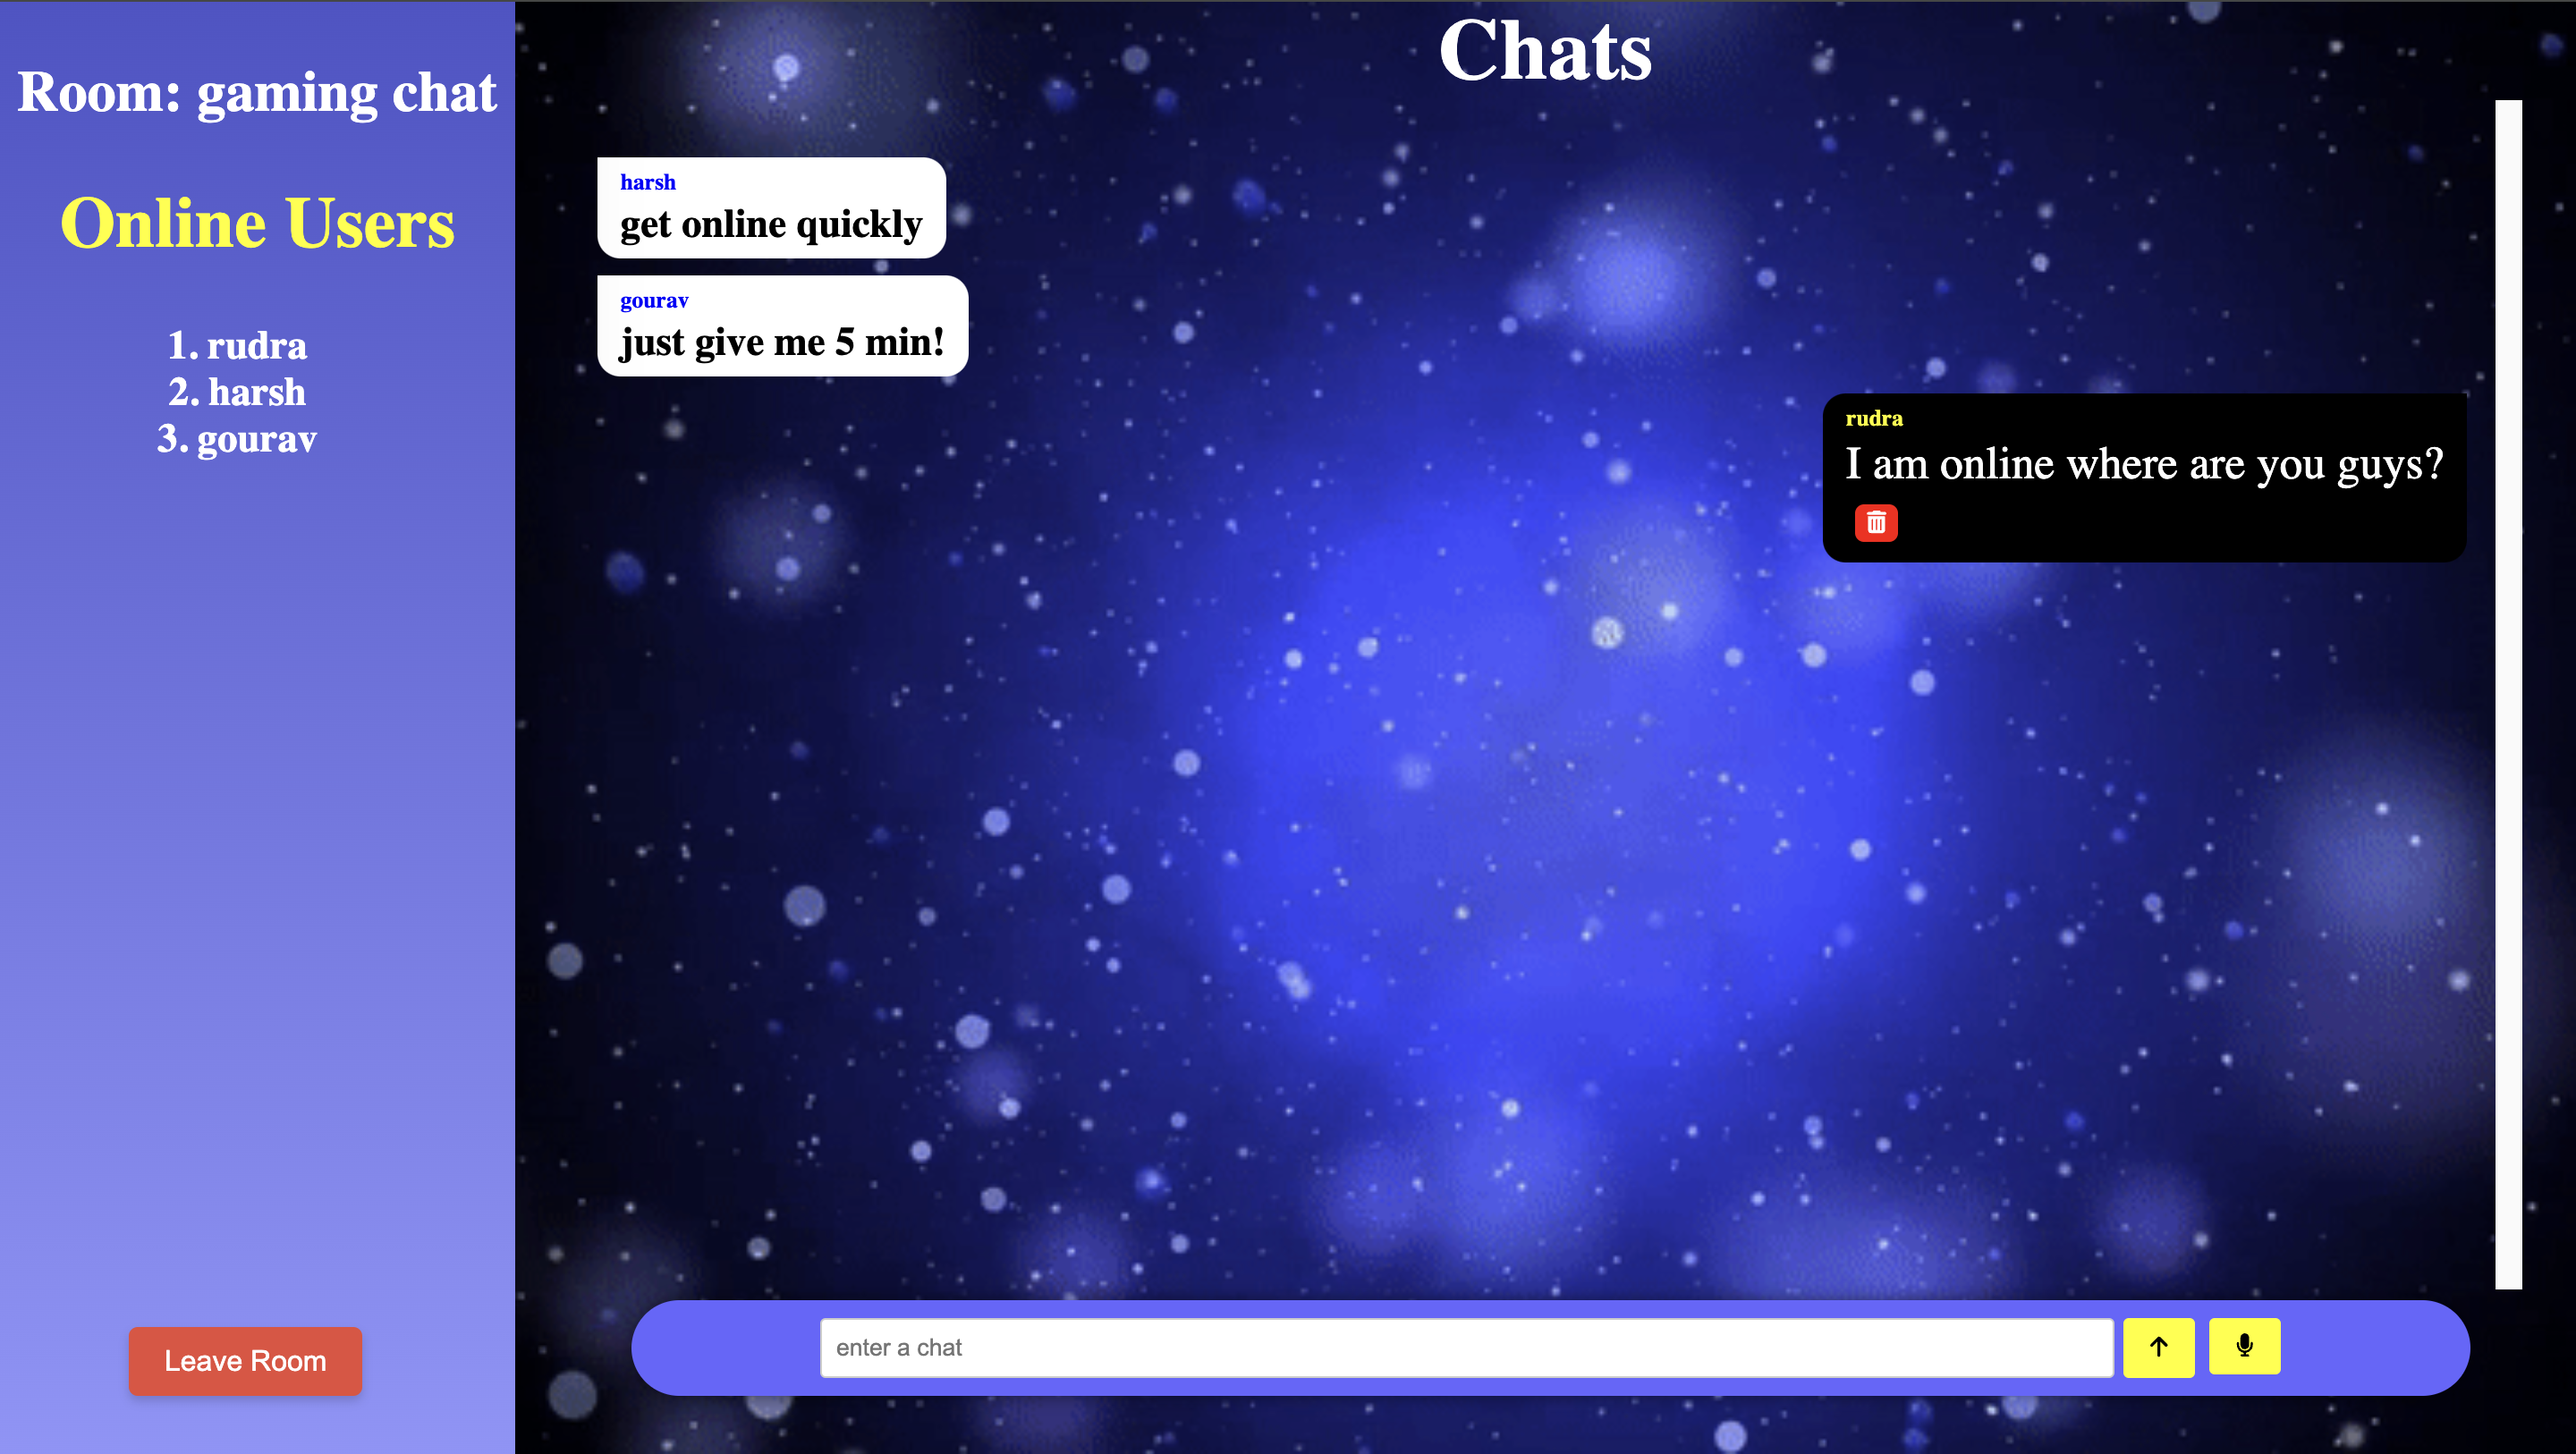 Room: gaming chat
Online Users
1. rudra
2. harsh
3. gourav
Leave Room
Chats
harsh
get online quickly
gourav
just give me 5 min!
rudra
I am online where are you guys?
enter a chat